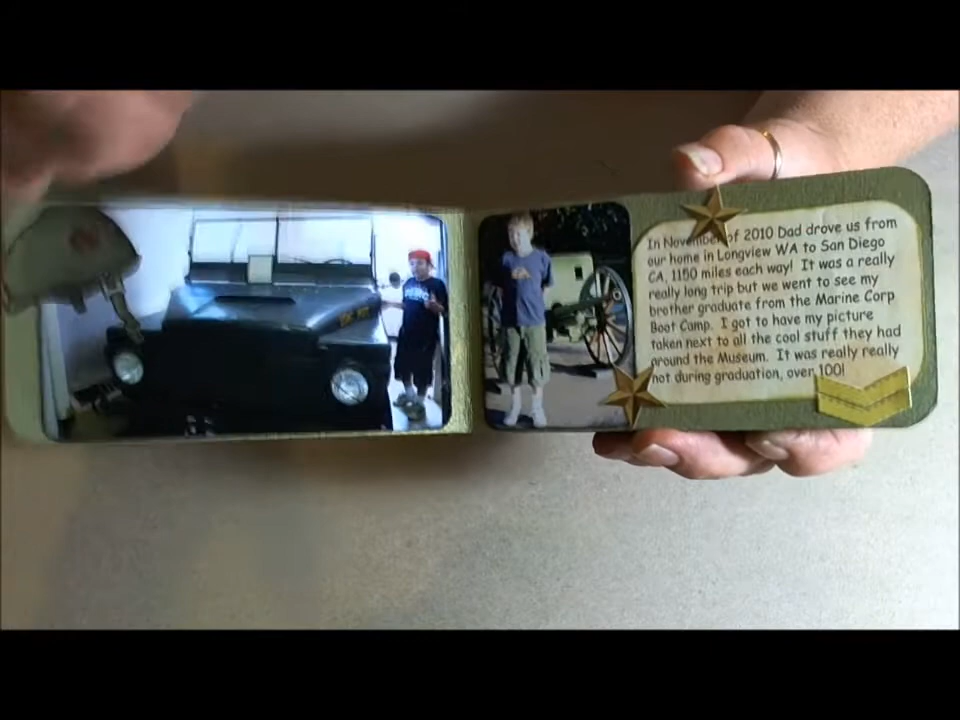 In November of 2010 Dad drove us from
our home in Longview WA to San Diego
CA, 1150 miles each way! It was a really
really long trip but we went to see my
brother graduate from the Marine Corp
Boot Camp. I got to have my picture
taken next to all the cool stuff they had
around the Museum. It was really really
hot during graduation, over 100!